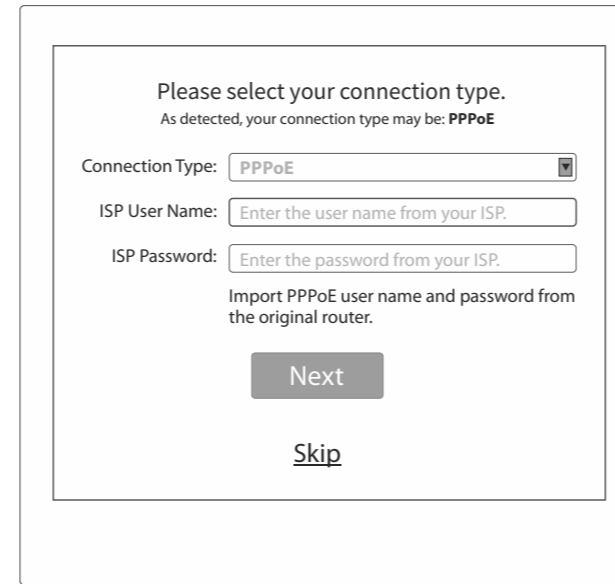 Please select your connection type.
As detected, your connection type may be: PPPoE
Connection Type: PPPoE
ISP User Name: Enter the user name from your ISP.
ISP Password: Enter the password from your ISP.
Import PPPoE user name and password from
the original router.
Next
Skip